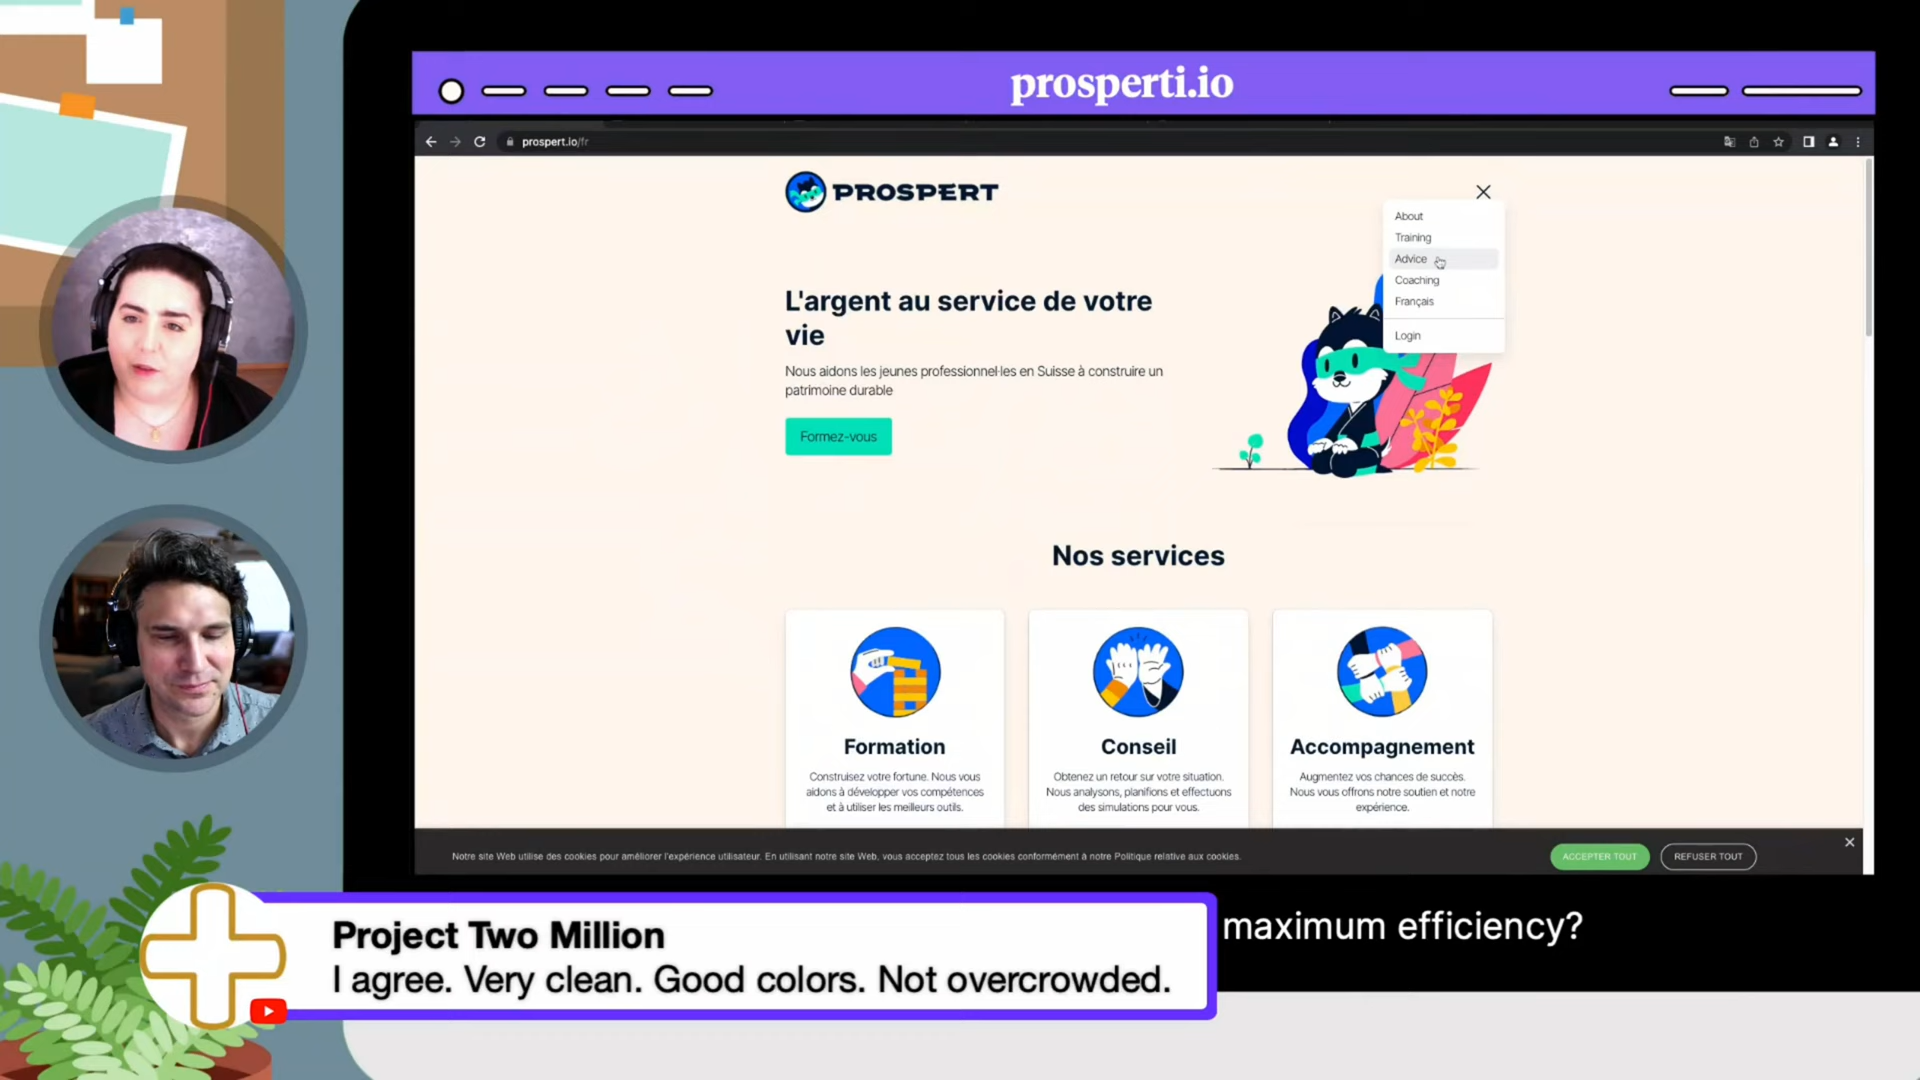 prosperti.io
prospert.io/fr
PROSPERT
About
Training
Advice
Coaching
Français
Login
L'argent au service de votre
vie
Nous aidons les jeunes professionnel·les en Suisse à construire un
patrimoine durable
Formez-vous
Nos services
Formation
Construisez votre fortune. Nous vous
aidons à développer vos compétences
et à utiliser les meilleurs outils.
Conseil
Obtenez un retour sur votre situation.
Nous analysons, planifions et effectuons
des simulations pour vous.
Accompagnement
Augmentez vos chances de succès.
Nous vous offrons notre soutien et notre
expérience.
Notre site Web utilise des cookies pour améliorer l'expérience utilisateur. En utilisant notre site Web, vous acceptez tous les cookies conformément à notre Politique relative aux cookies.
ACCEPTER TOUT
REFUSER TOUT
Project Two Million
I agree. Very clean. Good colors. Not overcrowded.
maximum efficiency?